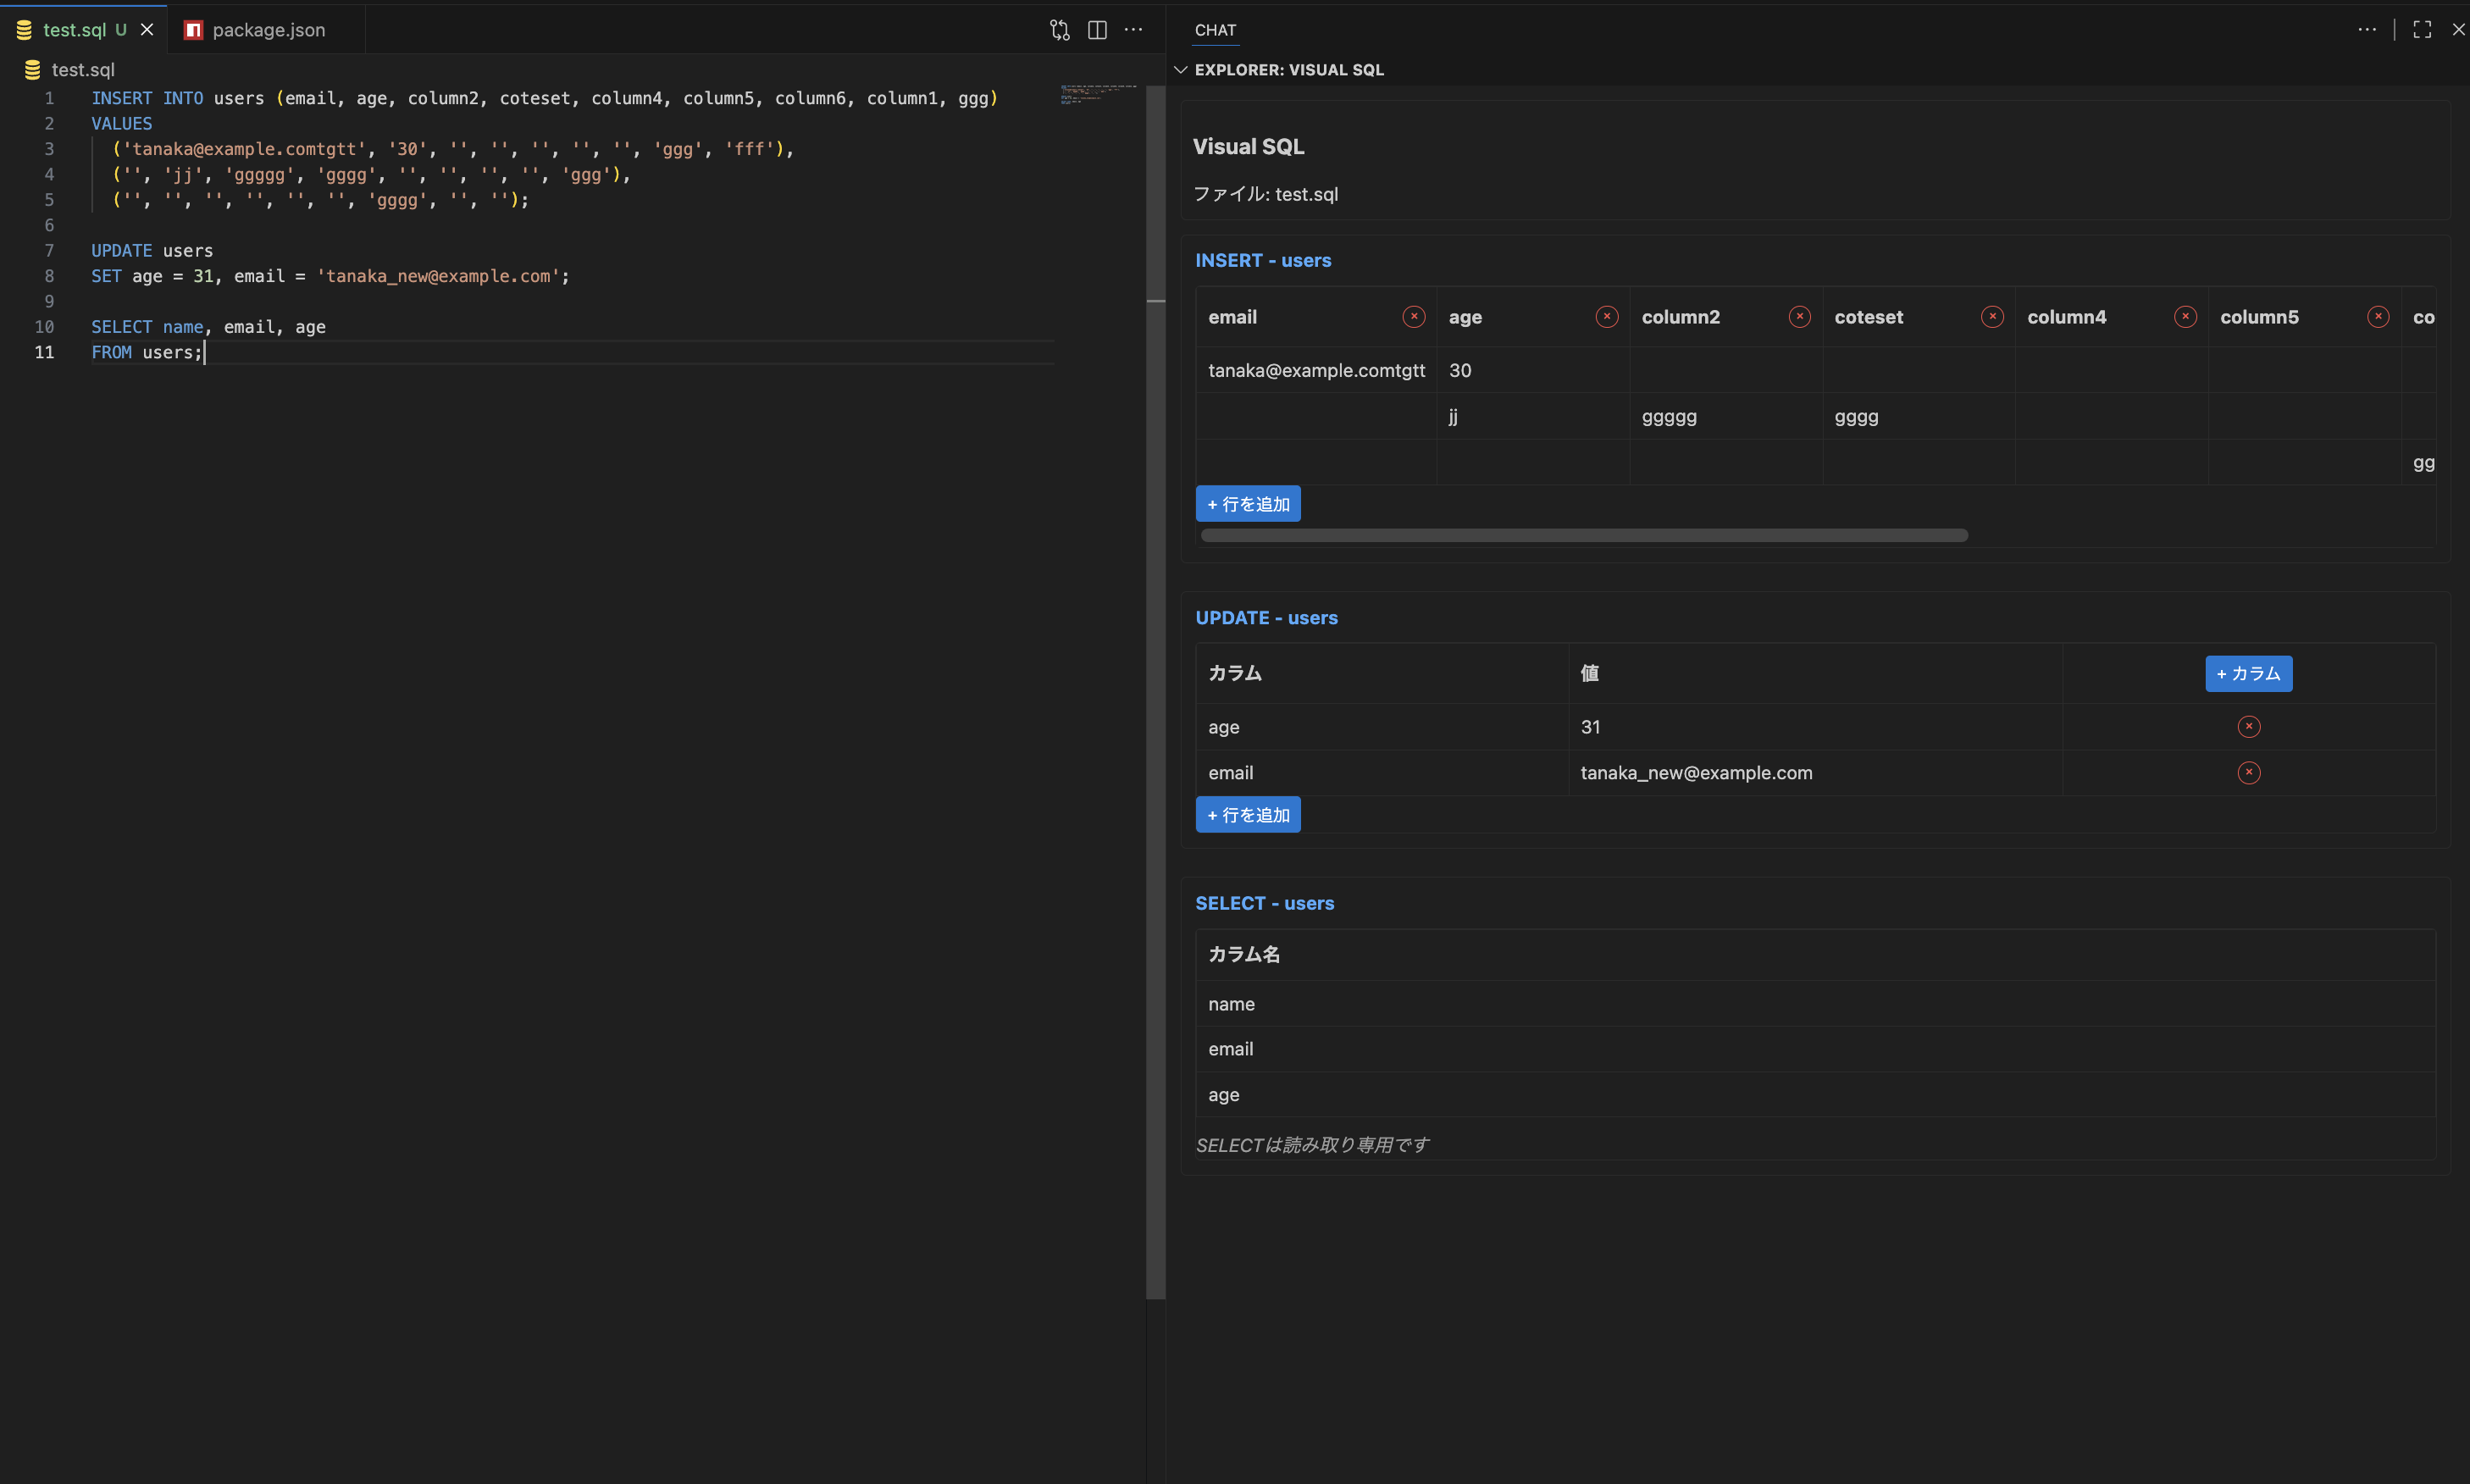 test.sql U
package.json
test.sql
1 INSERT INTO users (email, age, column2, coteset, column4, column5, column6, column1, ggg)
2 VALUES
3 ('tanaka@example.comtgtt', '30', '', '', '', '', '', 'ggg', 'fff'),
4 ('', 'jj', 'ggggg', 'gggg', '', '', '', '', 'ggg'),
5 ('', '', '', '', '', '', 'gggg', '', '');
6
7 UPDATE users
8 SET age = 31, email = 'tanaka_new@example.com';
9
10 SELECT name, email, age
11 FROM users;
CHAT
EXPLORER: VISUAL SQL
Visual SQL
ファイル: test.sql
INSERT - users
email age column2 coteset column4 column5 co
tanaka@example.comtgtt 30
jj ggggg gggg
gg
+ 行を追加
UPDATE - users
カラム 値 + カラム
age 31
email tanaka_new@example.com
+ 行を追加
SELECT - users
カラム名
name
email
age
SELECTは読み取り専用です